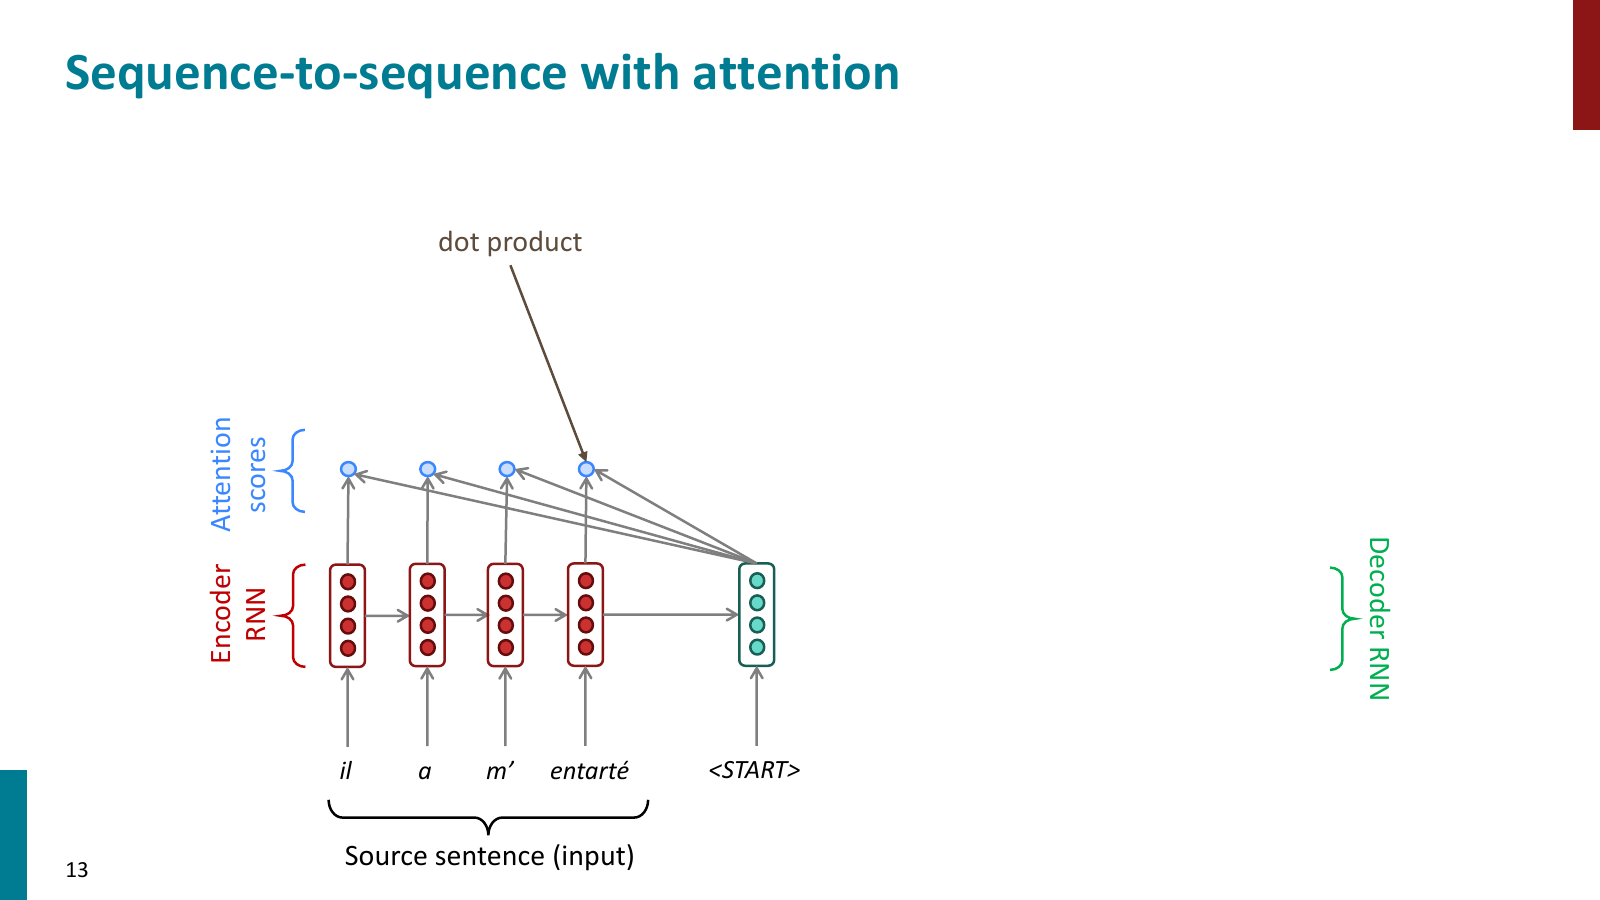 Sequence-to-sequence with attention
dot product
Attention
scores
Encoder
RNN
Decoder RNN
il
a
m’
entarté
<START>
Source sentence (input)
13